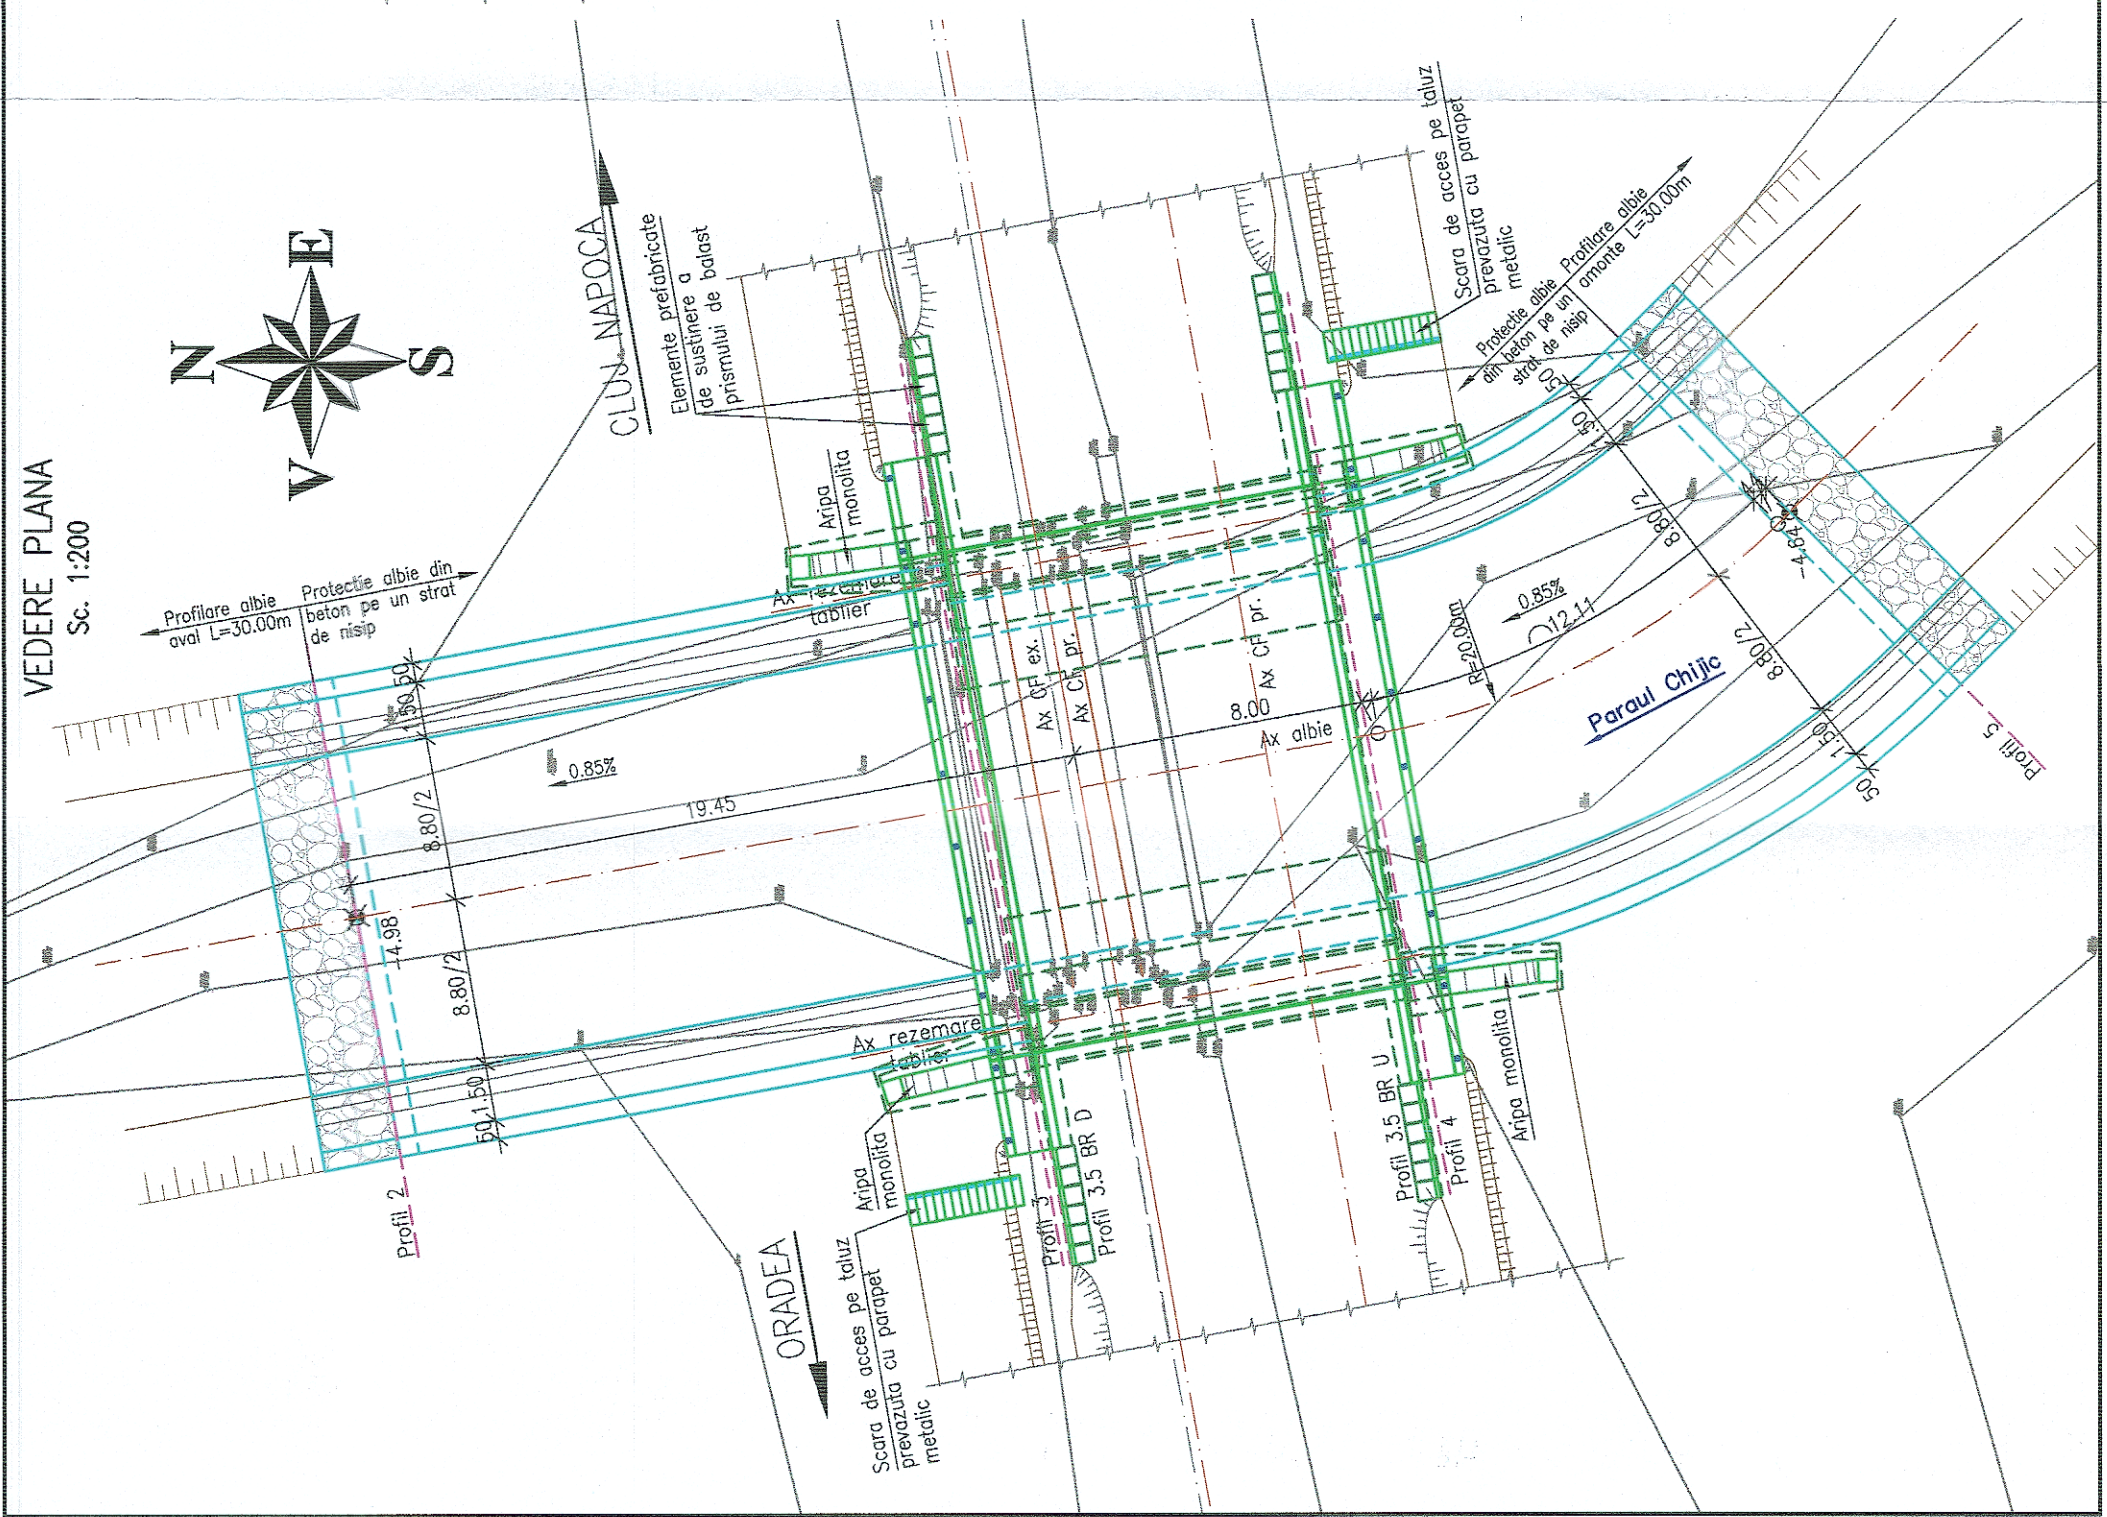 VEDERE PLANA
Sc. 1:200
N
E
S
V
CLUJ-NAPOCA
ORADEA
Profilare albie
aval L=30.00m
Protectie albie din
beton pe un strat
de nisip
Elemente prefabricate
de sustinere a
prismului de balast
Aripa
monolita
Scara de acces pe taluz
prevazuta cu parapet
metalic
Protectie albie
din beton pe un
strat de nisip
Profilare albie
amonte L=30.00m
Ax rezemare
tablier
Ax CF ex.
Ax CF pr.
Ax CF pr.
8.00
Ax albie
19.45
0.85%
50
1.50
8.80/2
8.80/2
1.50
50
-4.98
Profil 2
Ax rezemare
tablier
Aripa
monolita
Scara de acces pe taluz
prevazuta cu parapet
metalic
Profil 3
Profil 3.5 BR D
Profil 3.5 BR U
Profil 4
Aripa monolita
R=20.00m
0.85%
12.11
Paraul Chijic
50
1.50
8.80/2
8.80/2
1.50
50
-4.84
Profil 5